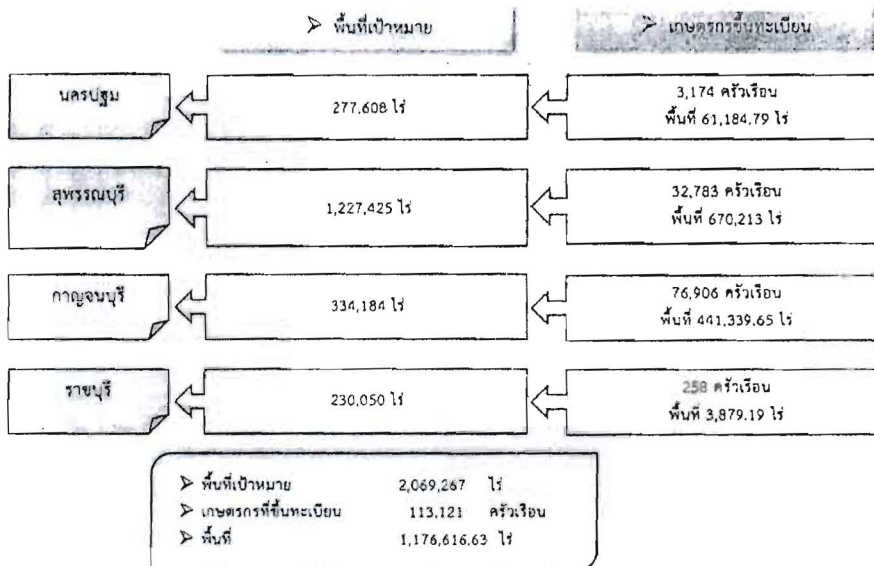 ➢ พื้นที่เป้าหมาย
➢ เกษตรกรขึ้นทะเบียน
นครปฐม
277,608 ไร่
3,174 ครัวเรือน
พื้นที่ 61,184.79 ไร่
สุพรรณบุรี
1,227,425 ไร่
32,783 ครัวเรือน
พื้นที่ 670,213 ไร่
กาญจนบุรี
334,184 ไร่
76,906 ครัวเรือน
พื้นที่ 441,339.65 ไร่
ราชบุรี
230,050 ไร่
258 ครัวเรือน
พื้นที่ 3,879.19 ไร่
➢ พื้นที่เป้าหมาย 2,069,267 ไร่
➢ เกษตรกรที่ขึ้นทะเบียน 113,121 ครัวเรือน
➢ พื้นที่ 1,176,616.63 ไร่